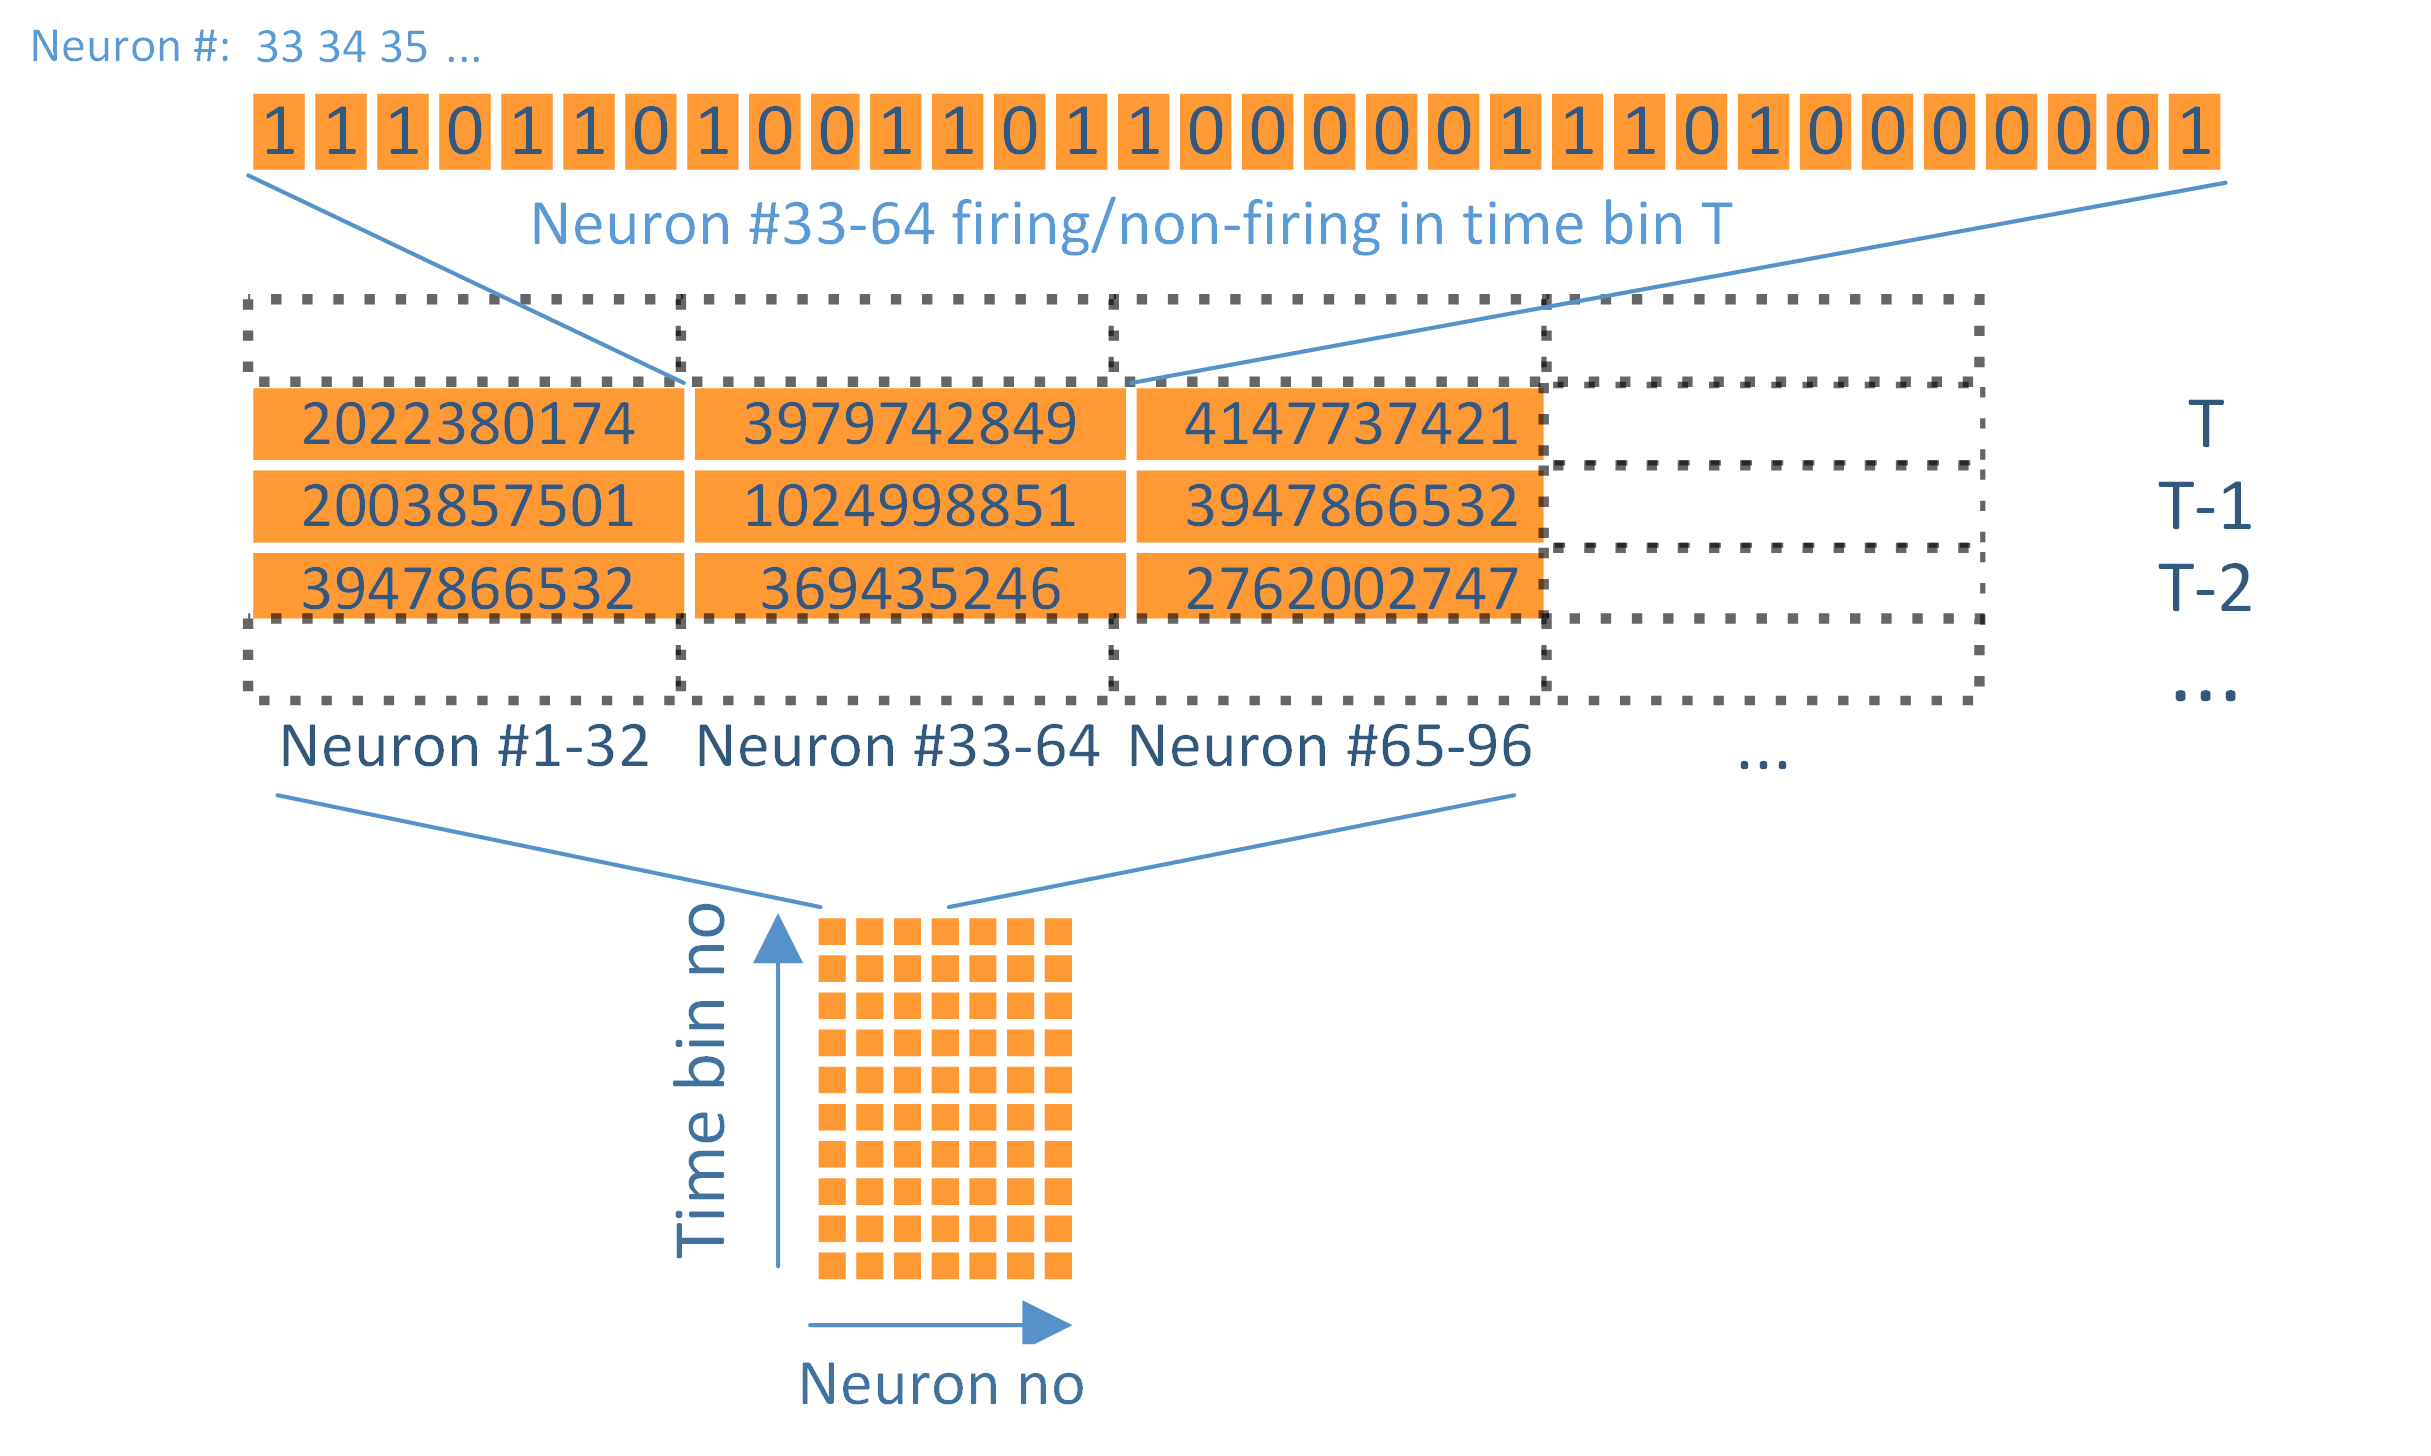 Neuron #: 33 34 35 ...
1 1 1 0 1 1 0 1 0 0 1 1 0 1 1 0 0 0 0 0 1 1 1 0 1 0 0 0 0 0 0 1
Neuron #33-64 firing/non-firing in time bin T
2022380174 3979742849 4147737421 T
2003857501 1024998851 3947866532 T-1
3947866532 369435246 2762002747 T-2
...
Neuron #1-32 Neuron #33-64 Neuron #65-96 ...
Time bin no
Neuron no